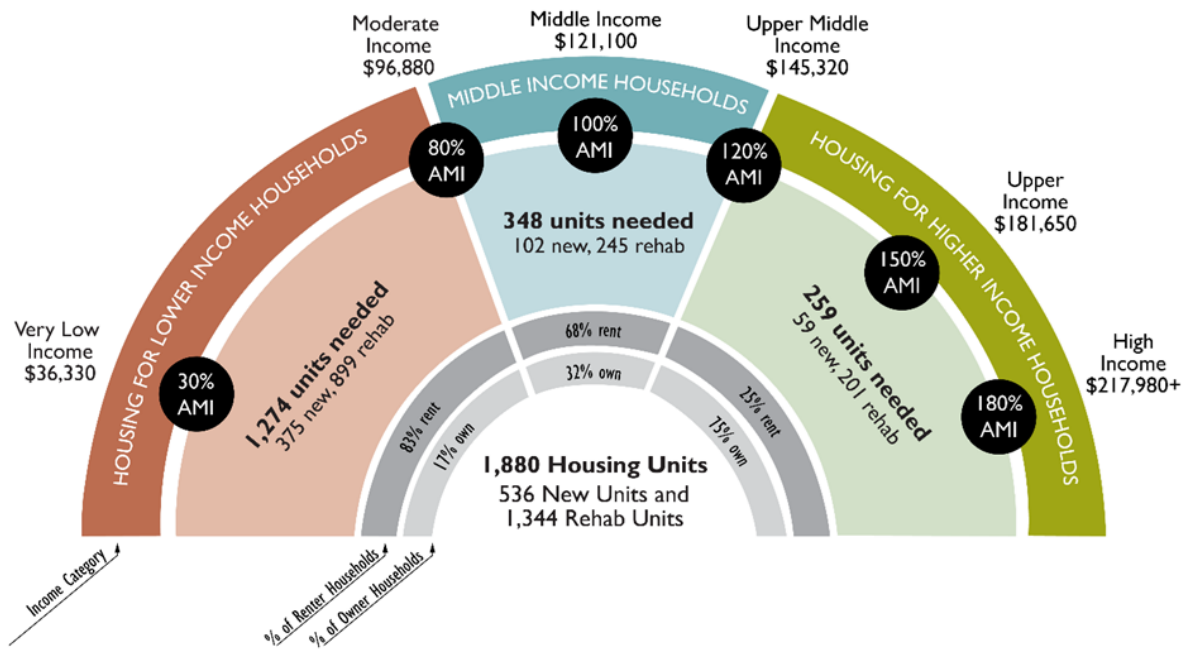 Moderate
Income
$96,880
Middle Income
$121,100
Upper Middle
Income
$145,320
Upper
Income
$181,650
High
Income
$217,980+
Very Low
Income
$36,330
HOUSING FOR LOWER INCOME HOUSEHOLDS
MIDDLE INCOME HOUSEHOLDS
HOUSING FOR HIGHER INCOME HOUSEHOLDS
30%
AMI
80%
AMI
100%
AMI
120%
AMI
150%
AMI
180%
AMI
1,274 units needed
375 new, 899 rehab
348 units needed
102 new, 245 rehab
259 units needed
59 new, 201 rehab
83% rent
17% own
68% rent
32% own
25% rent
75% own
1,880 Housing Units
536 New Units and
1,344 Rehab Units
Income Category
% of Renter Households
% of Owner Households